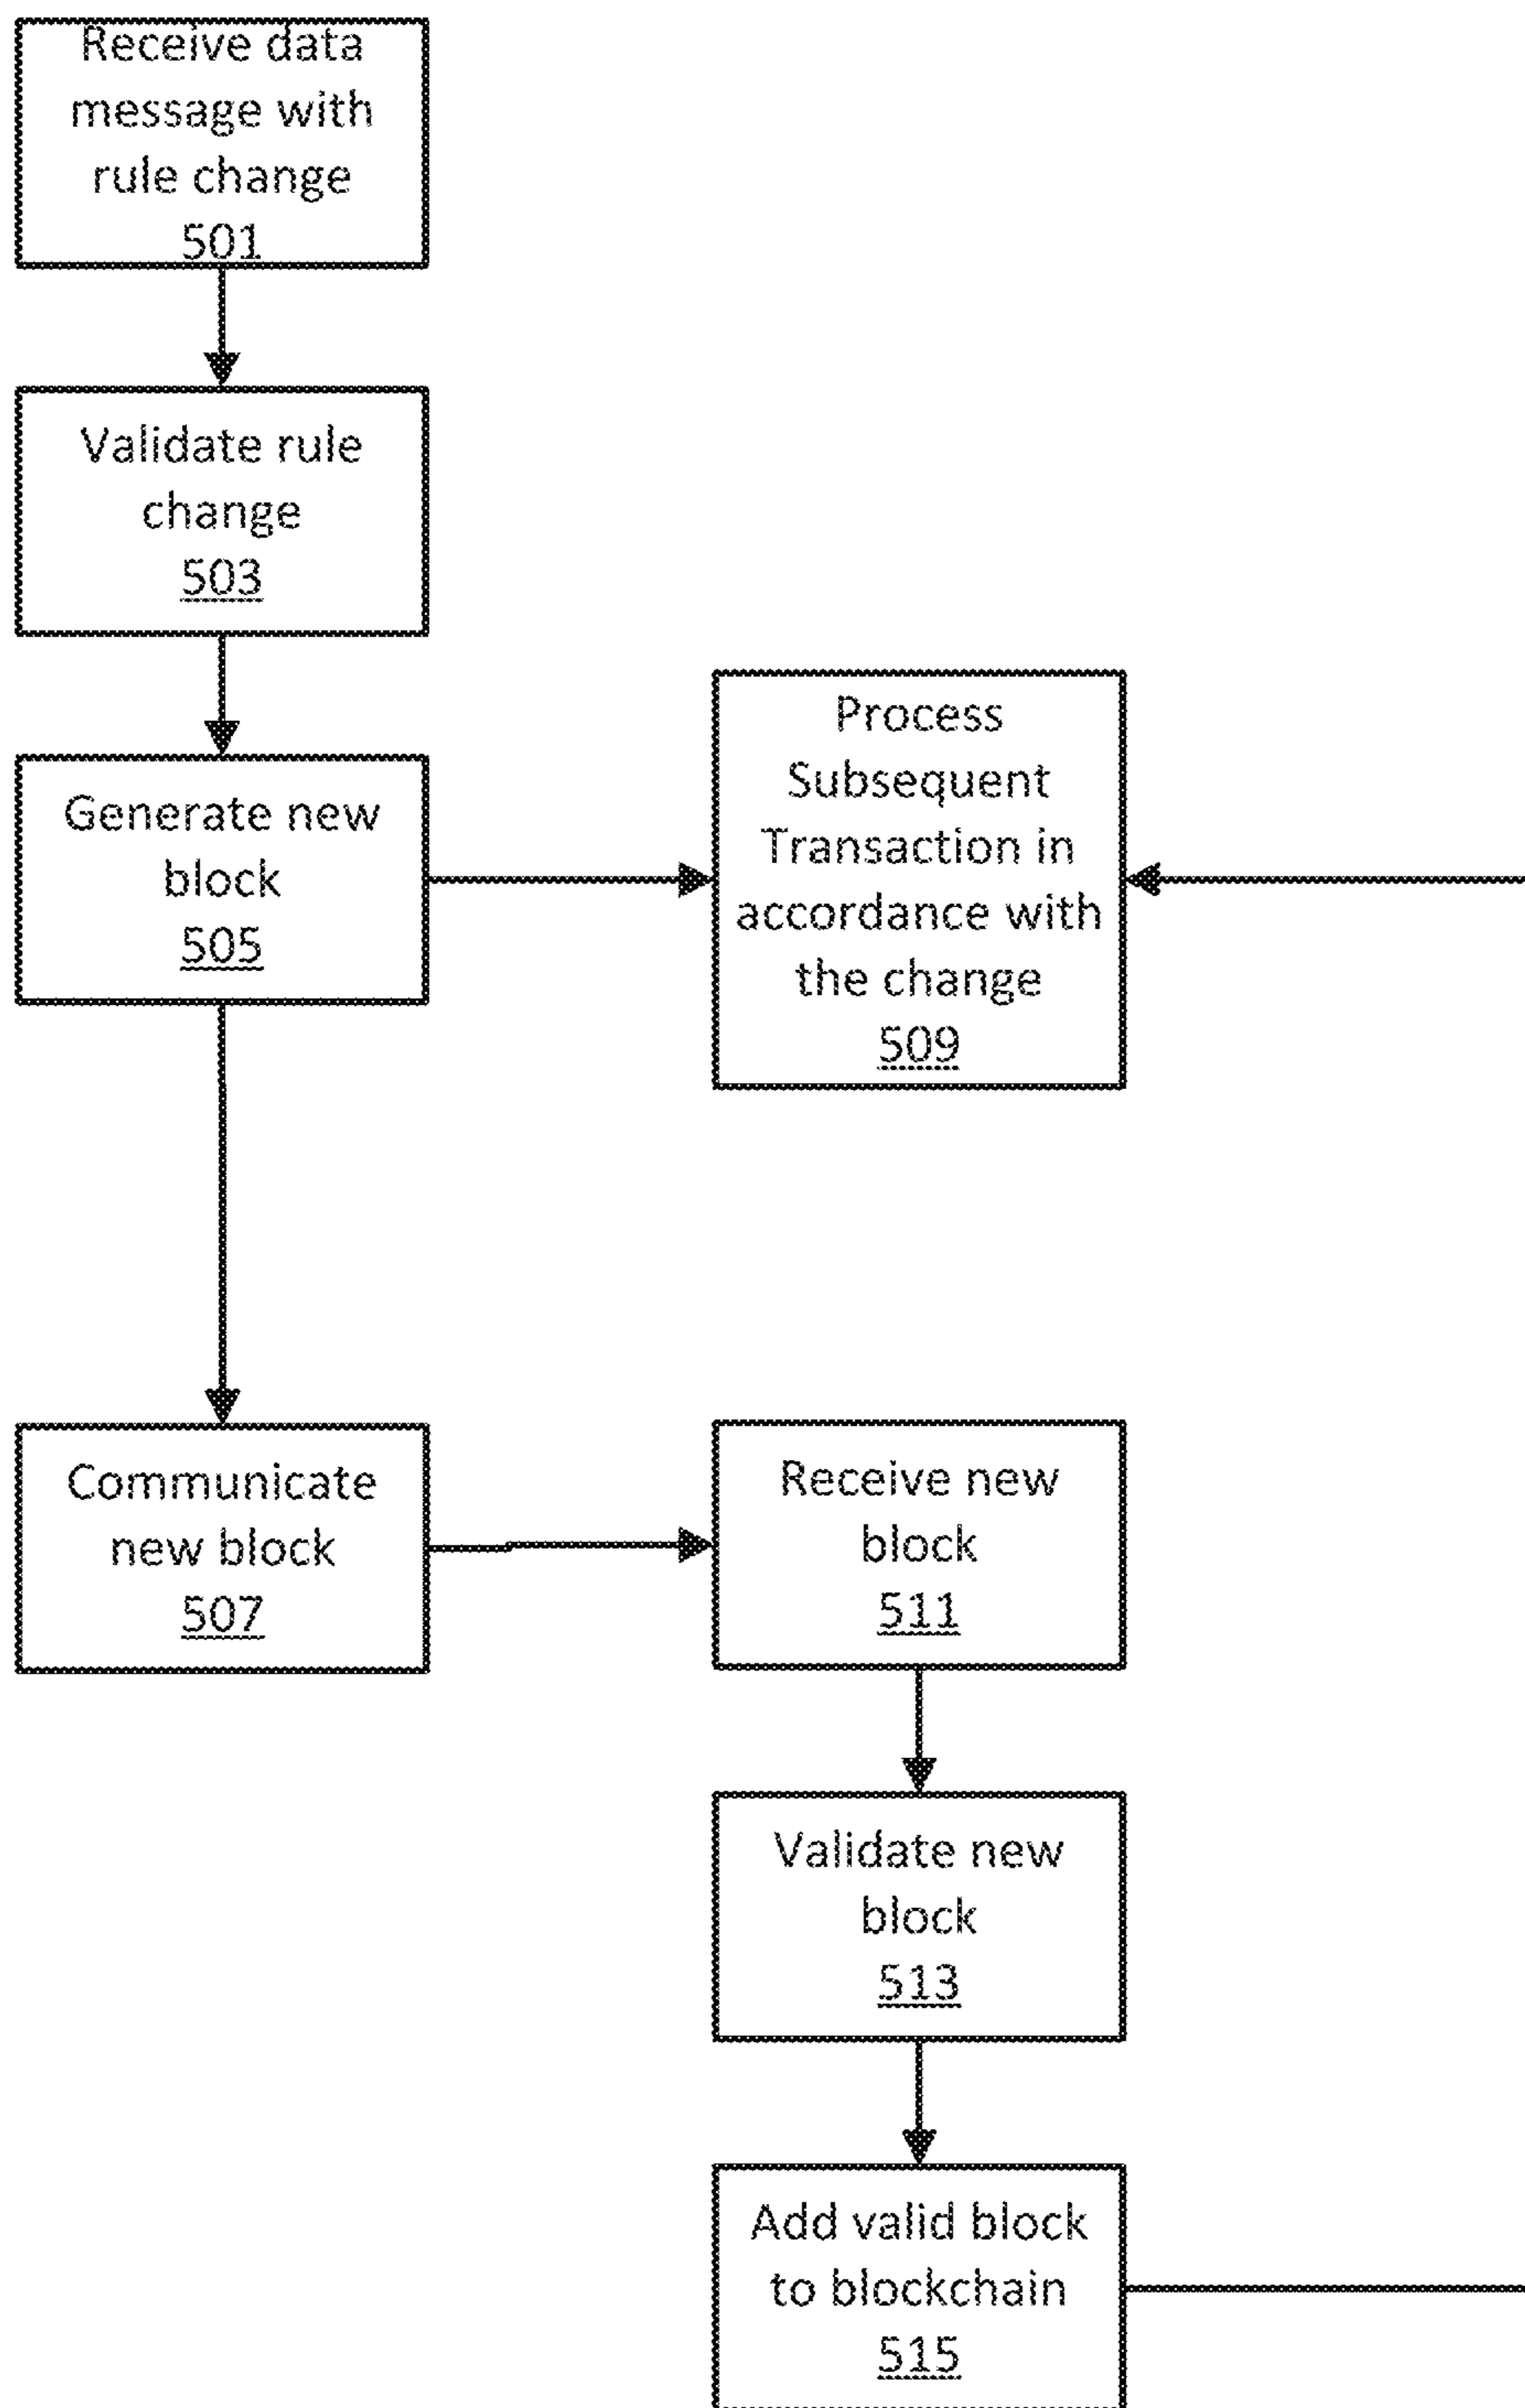 Receive data
message with
rule change
501
Validate rule
change
503
Generate new
block
505
Process
Subsequent
Transaction in
accordance with
the change
509
Communicate
new block
507
Receive new
block
511
Validate new
block
513
Add valid block
to blockchain
515